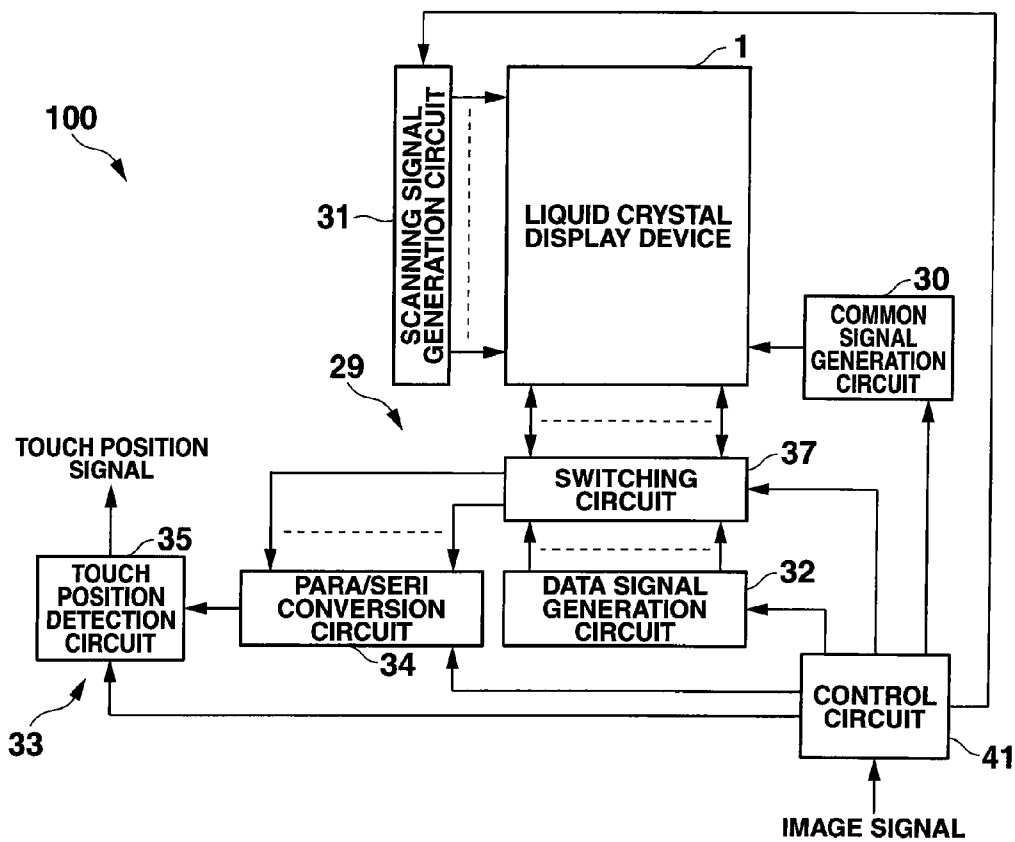 1
100
31
SCANNING SIGNAL
GENERATION CIRCUIT
LIQUID CRYSTAL
DISPLAY DEVICE
30
COMMON
SIGNAL
GENERATION
CIRCUIT
29
TOUCH POSITION
SIGNAL
37
SWITCHING
CIRCUIT
35
TOUCH
POSITION
DETECTION
CIRCUIT
PARA/SERI
CONVERSION
CIRCUIT
34
DATA SIGNAL
GENERATION
CIRCUIT
32
33
CONTROL
CIRCUIT
41
IMAGE SIGNAL